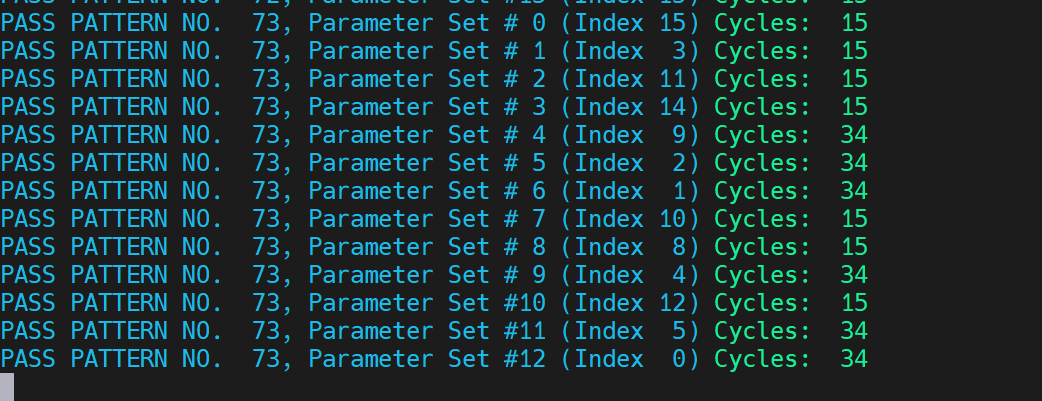 PASS PATTERN NO.  73, Parameter Set # 0 (Index 15) Cycles:  15
PASS PATTERN NO.  73, Parameter Set # 1 (Index  3) Cycles:  15
PASS PATTERN NO.  73, Parameter Set # 2 (Index 11) Cycles:  15
PASS PATTERN NO.  73, Parameter Set # 3 (Index 14) Cycles:  15
PASS PATTERN NO.  73, Parameter Set # 4 (Index  9) Cycles:  34
PASS PATTERN NO.  73, Parameter Set # 5 (Index  2) Cycles:  34
PASS PATTERN NO.  73, Parameter Set # 6 (Index  1) Cycles:  34
PASS PATTERN NO.  73, Parameter Set # 7 (Index 10) Cycles:  15
PASS PATTERN NO.  73, Parameter Set # 8 (Index  8) Cycles:  15
PASS PATTERN NO.  73, Parameter Set # 9 (Index  4) Cycles:  34
PASS PATTERN NO.  73, Parameter Set #10 (Index 12) Cycles:  15
PASS PATTERN NO.  73, Parameter Set #11 (Index  5) Cycles:  34
PASS PATTERN NO.  73, Parameter Set #12 (Index  0) Cycles:  34